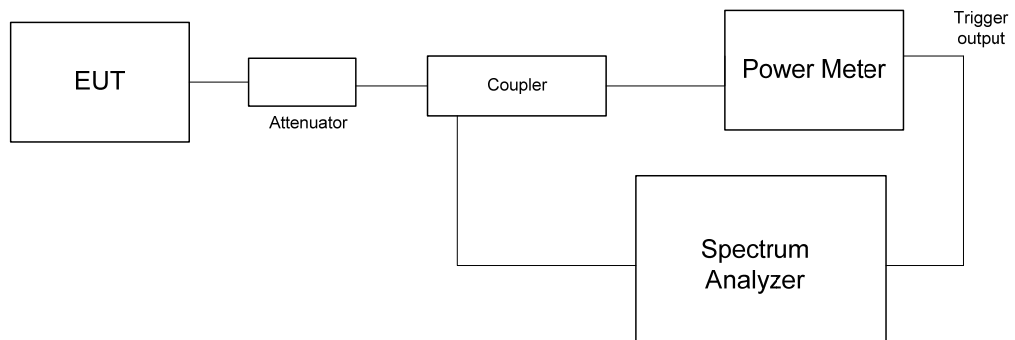 Trigger
output
EUT
Attenuator
Coupler
Power Meter
Spectrum
Analyzer